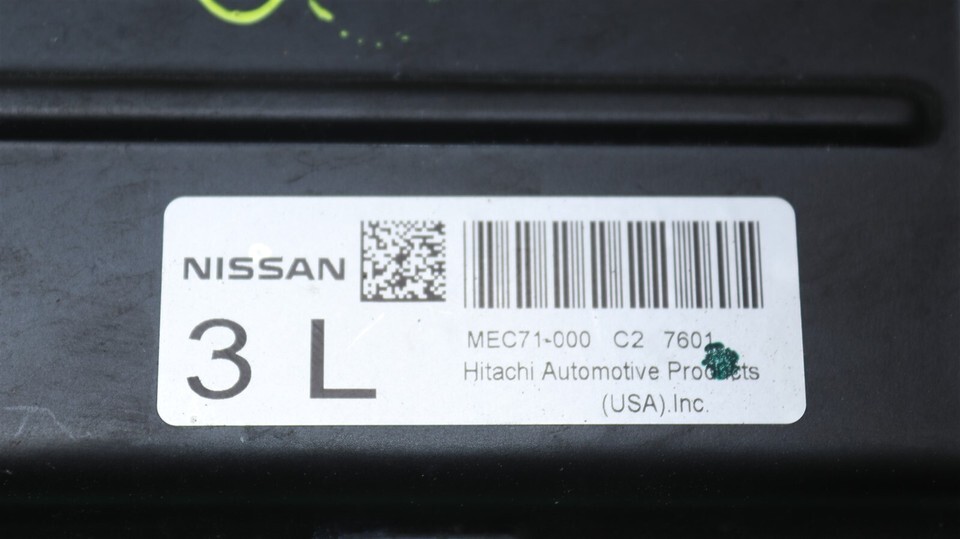 NISSAN
3 L
MEC71-000 C2 7601
Hitachi Automotive Products
(USA).Inc.